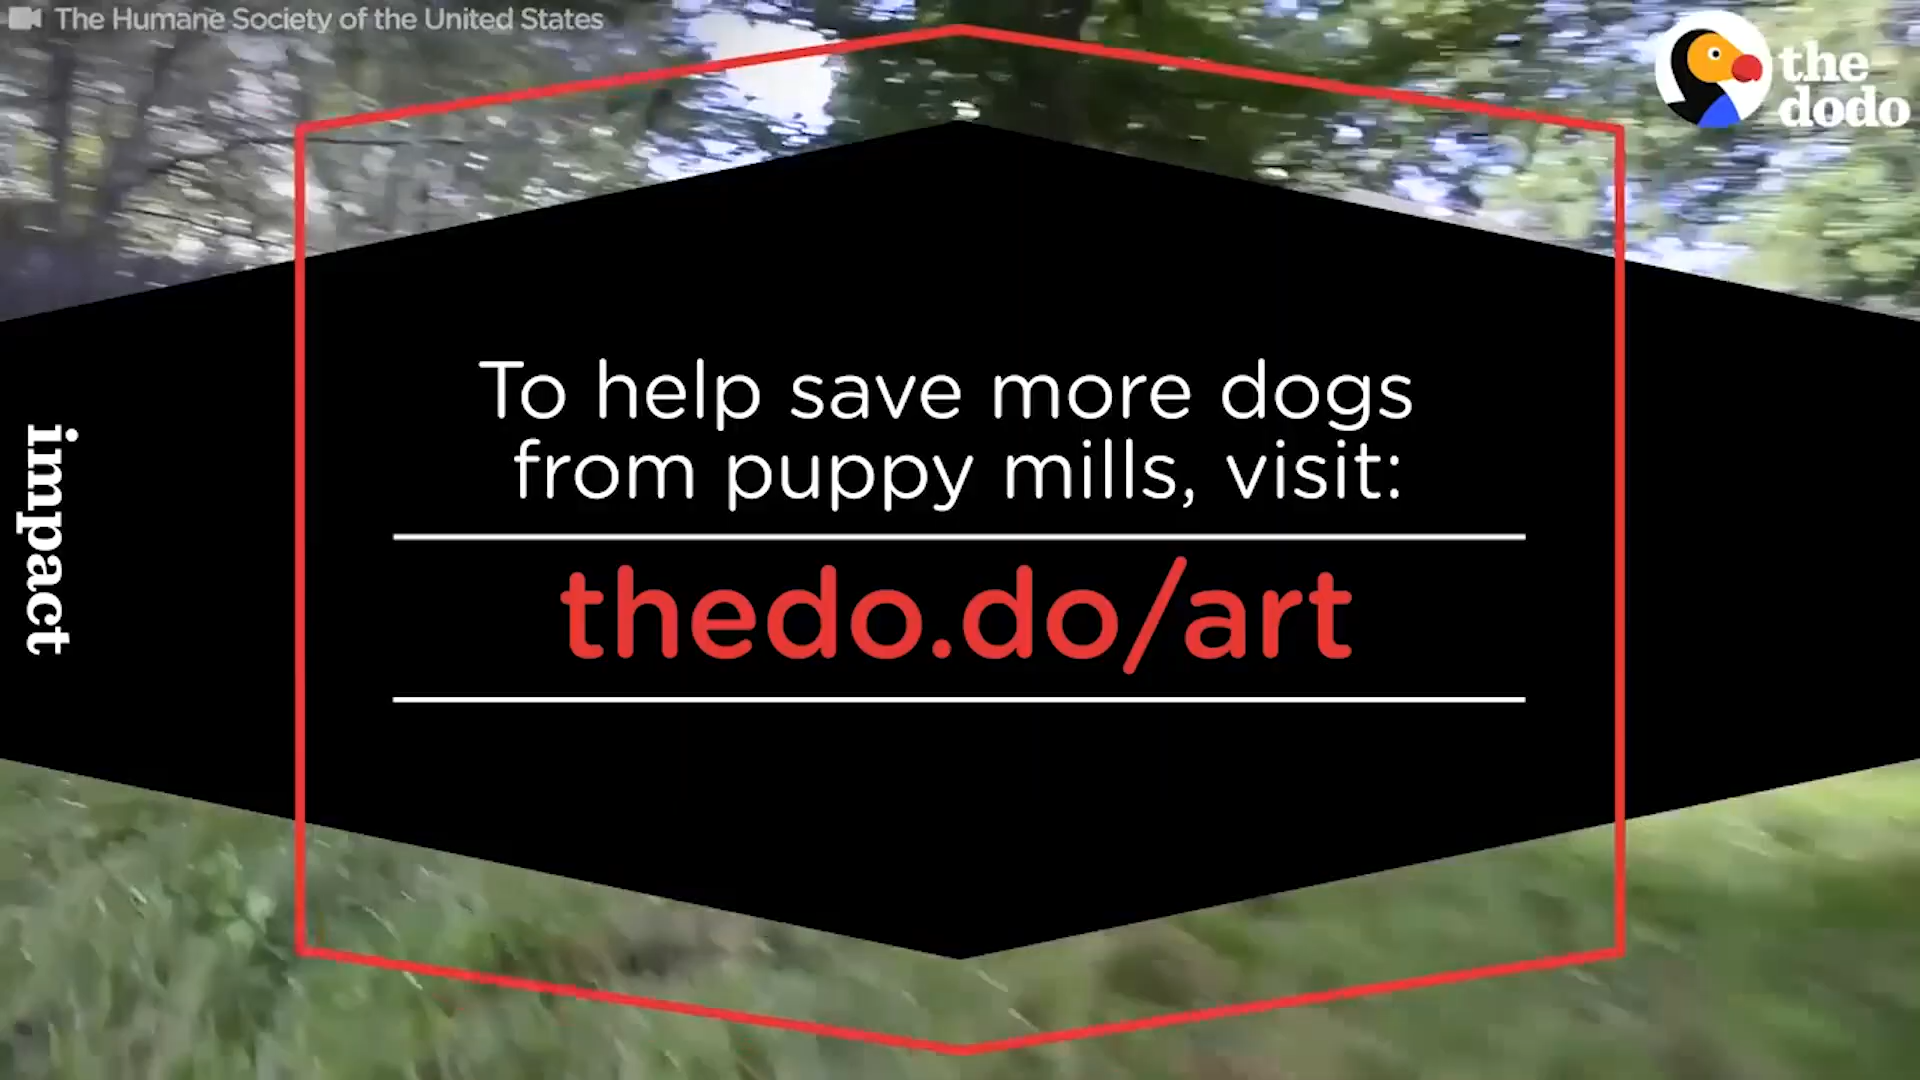 The Humane Society of the United States
the
dodo
To help save more dogs
from puppy mills, visit:
thedo.do/art
impact